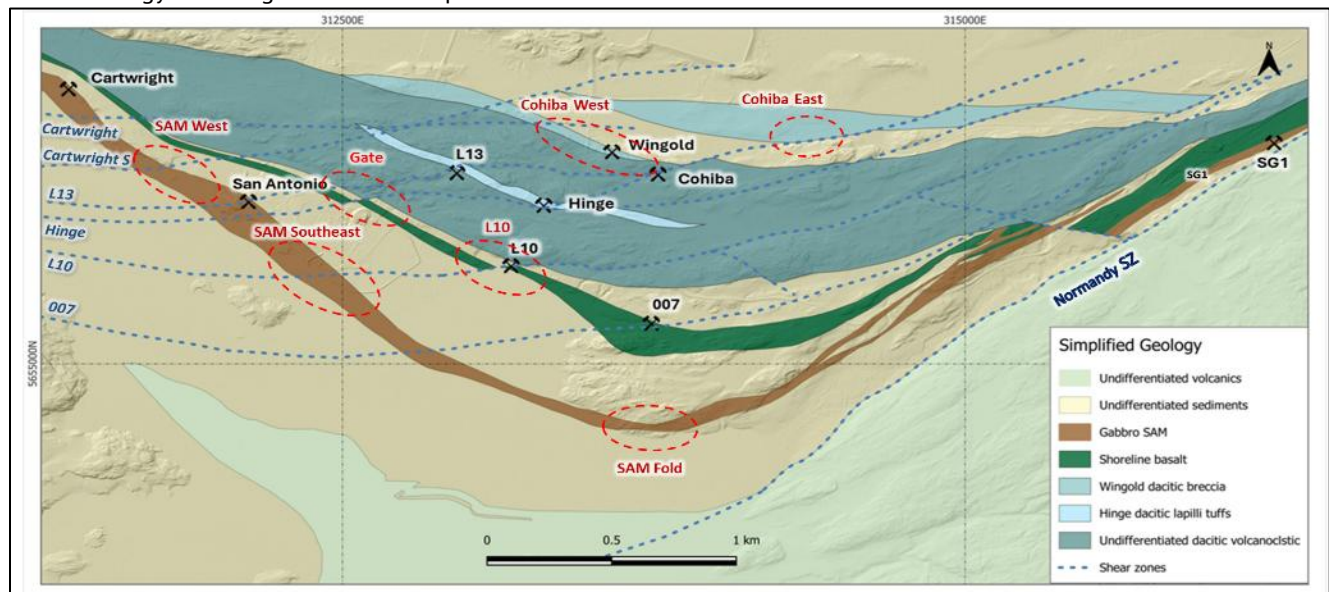 312500E
315000E
N
Cartwright
Cohiba West
Cohiba East
SAM West
Cartwright
Wingold
Cartwright S
Gate
L13
Cohiba
SG1
SG1
San Antonio
L13
Hinge
SAM Southeast
L10
Hinge
L10
L10
Normandy SZ
007
007
5655000N
SAM Fold
0
0.5
1 km
Simplified Geology
Undifferentiated volcanics
Undifferentiated sediments
Gabbro SAM
Shoreline basalt
Wingold dacitic breccia
Hinge dacitic lapilli tuffs
Undifferentiated dacitic volcanoclstic
Shear zones